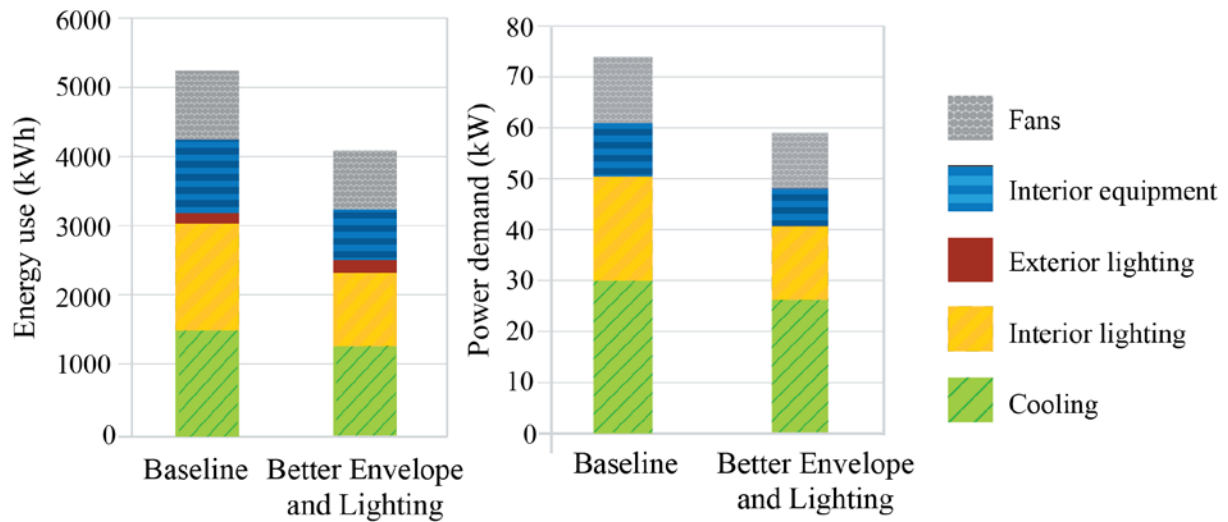 Energy use (kWh)
6000
5000
4000
3000
2000
1000
0
Baseline
Better Envelope
and Lighting
Power demand (kW)
80
70
60
50
40
30
20
10
0
Baseline
Better Envelope
and Lighting
Fans
Interior equipment
Exterior lighting
Interior lighting
Cooling